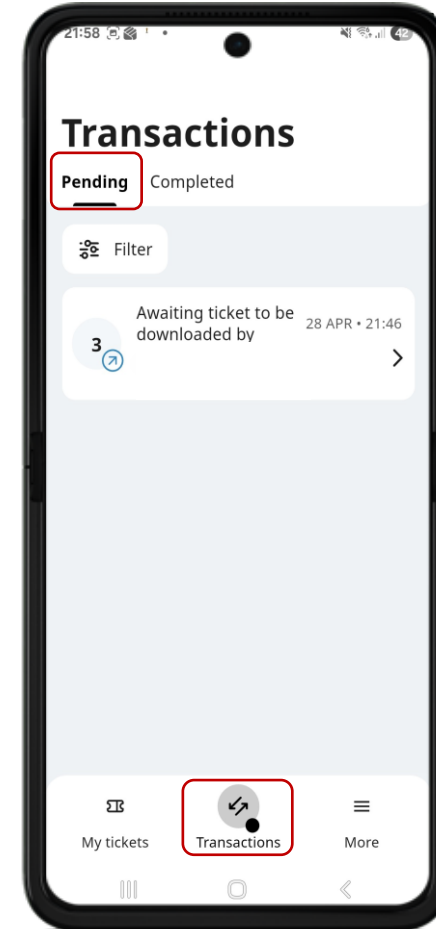 21:58
42
Transactions
Pending Completed
Filter
Awaiting ticket to be
downloaded by
28 APR • 21:46
3
My tickets Transactions More